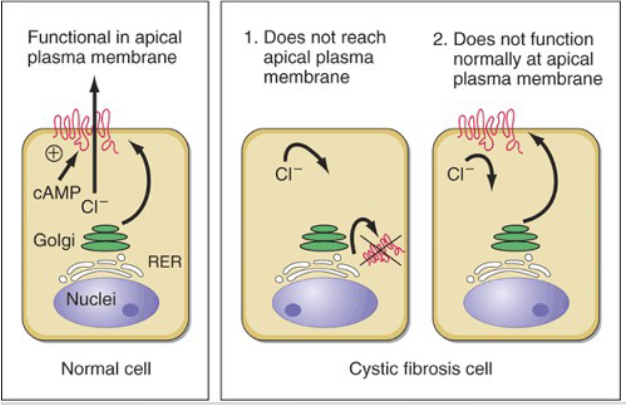 Functional in apical
plasma membrane
cAMP
Cl⁻
Golgi
RER
Nuclei
Normal cell
1. Does not reach
apical plasma
membrane
Cl⁻
2. Does not function
normally at apical
plasma membrane
Cl⁻
Cystic fibrosis cell